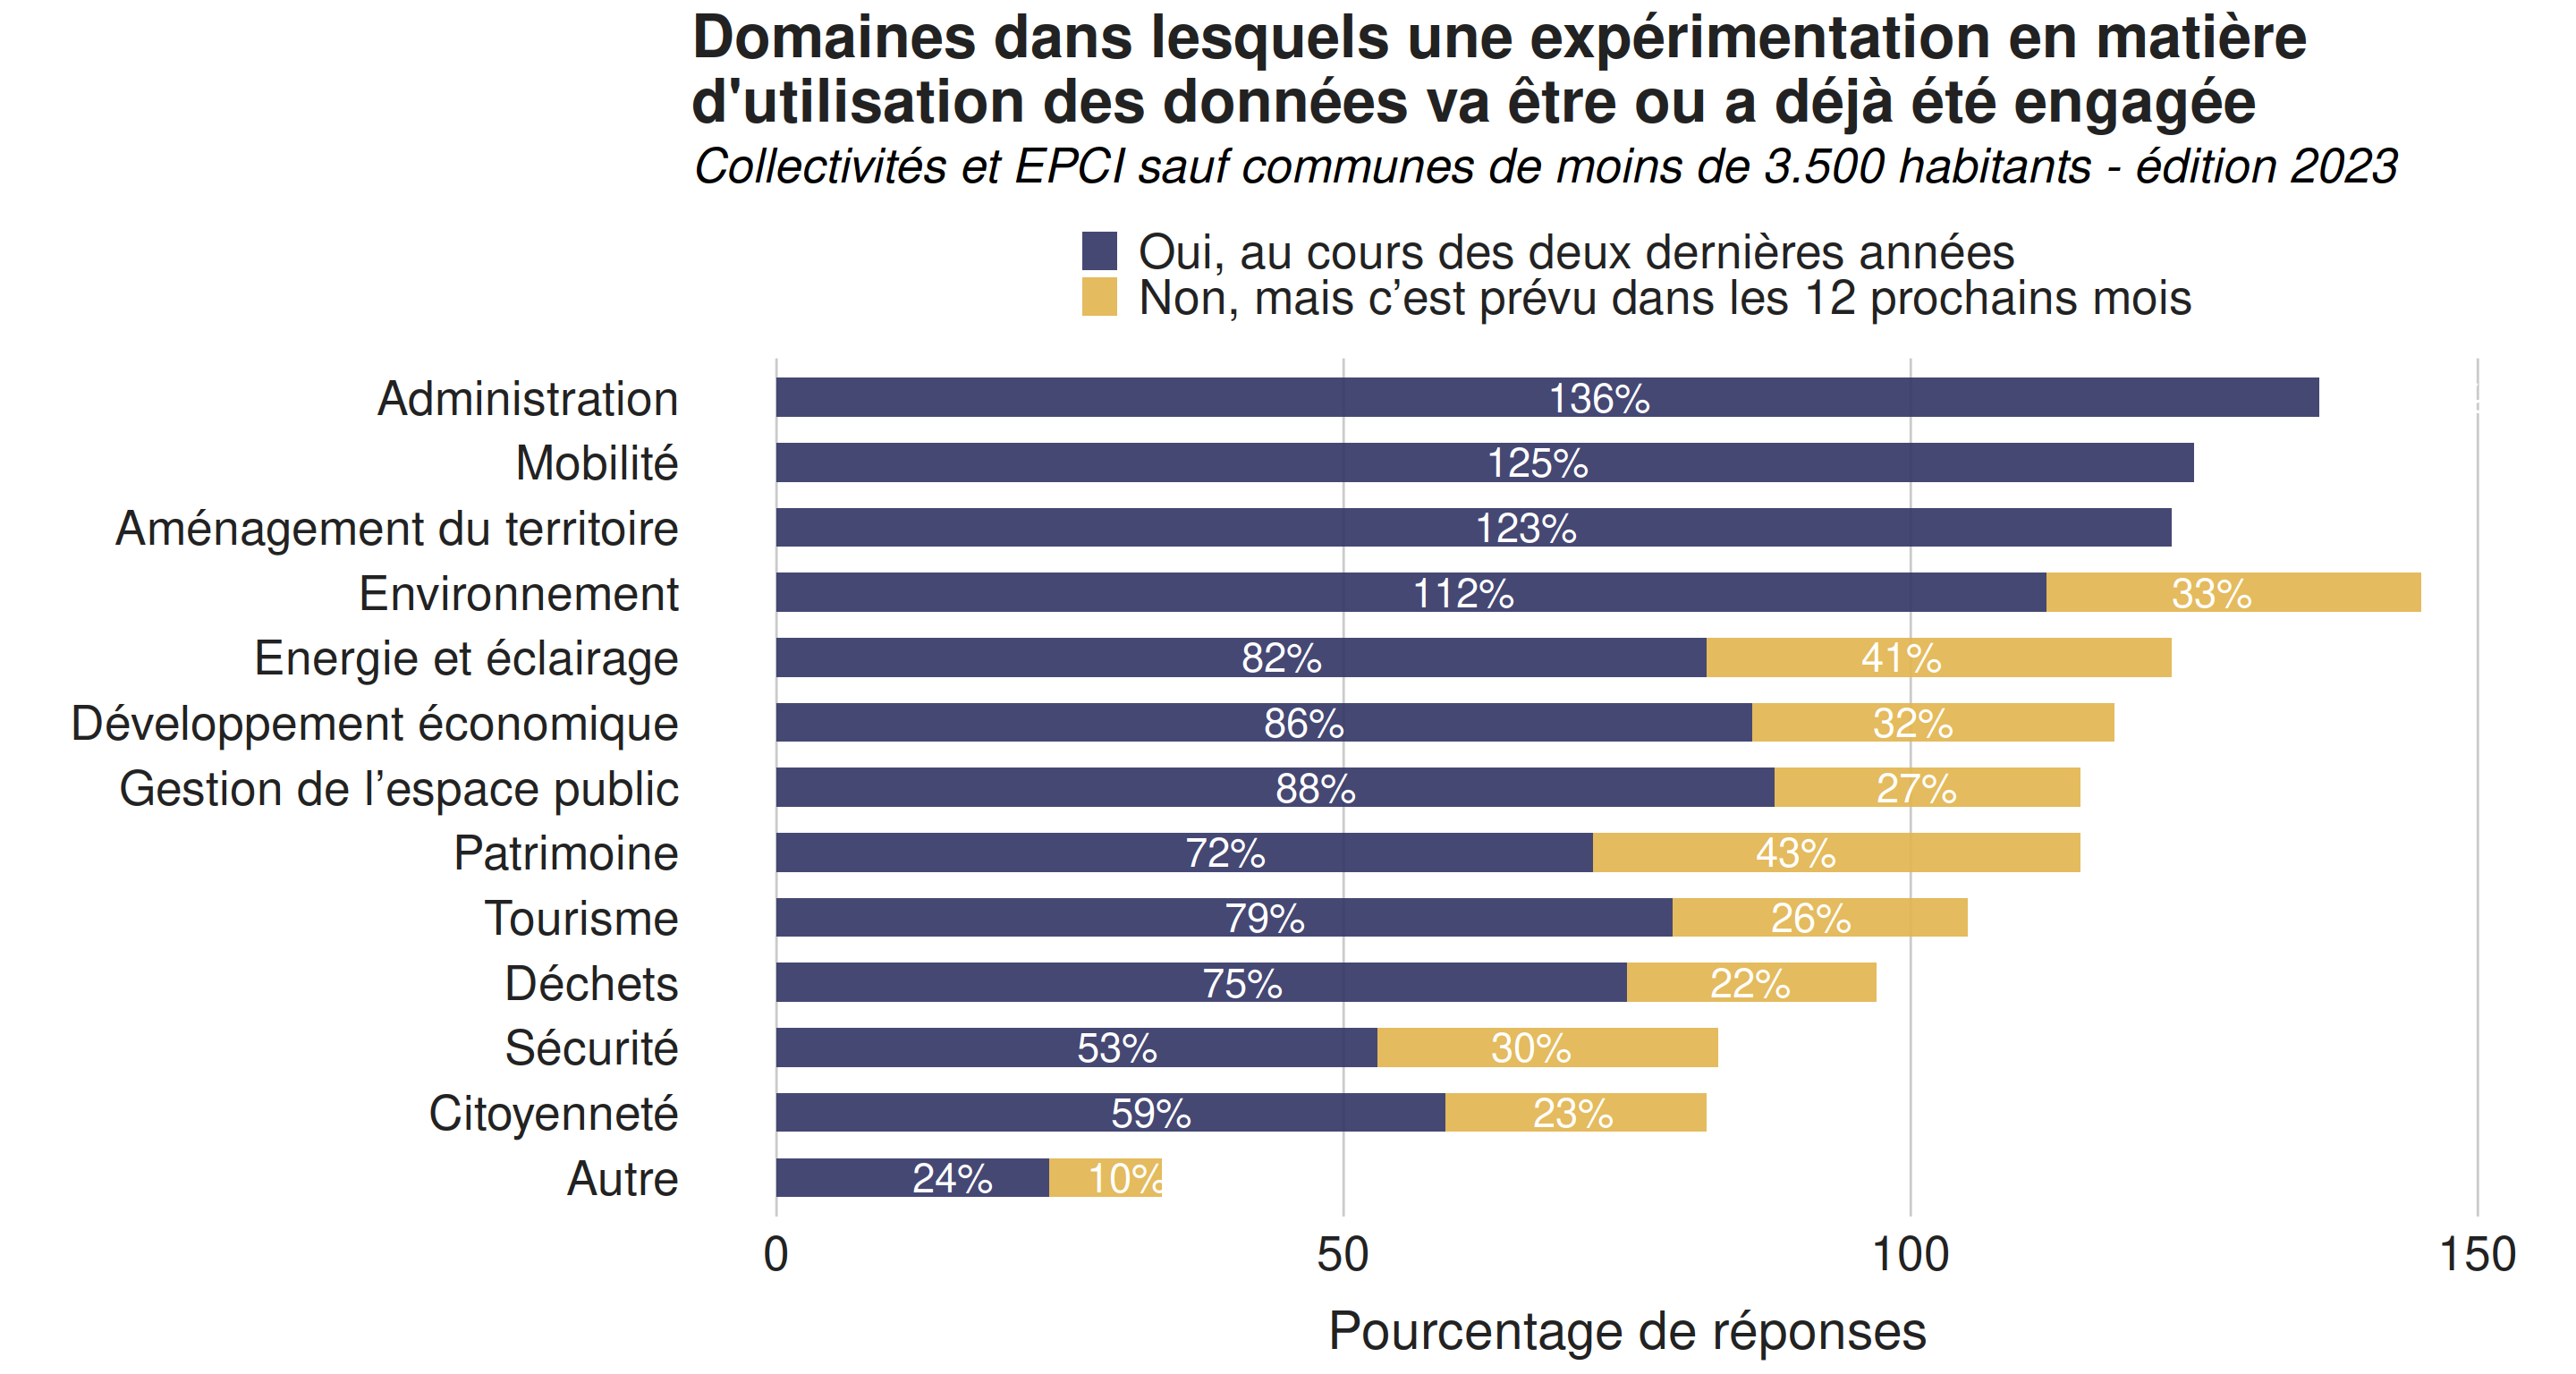 Domaines dans lesquels une expérimentation en matière
d'utilisation des données va être ou a déjà été engagée
Collectivités et EPCI sauf communes de moins de 3.500 habitants - édition 2023
Oui, au cours des deux dernières années
Non, mais c’est prévu dans les 12 prochains mois
Administration 136%
Mobilité 125%
Aménagement du territoire 123%
Environnement 112% 33%
Energie et éclairage 82% 41%
Développement économique 86% 32%
Gestion de l’espace public 88% 27%
Patrimoine 72% 43%
Tourisme 79% 26%
Déchets 75% 22%
Sécurité 53% 30%
Citoyenneté 59% 23%
Autre 24% 10%
0 50 100 150
Pourcentage de réponses